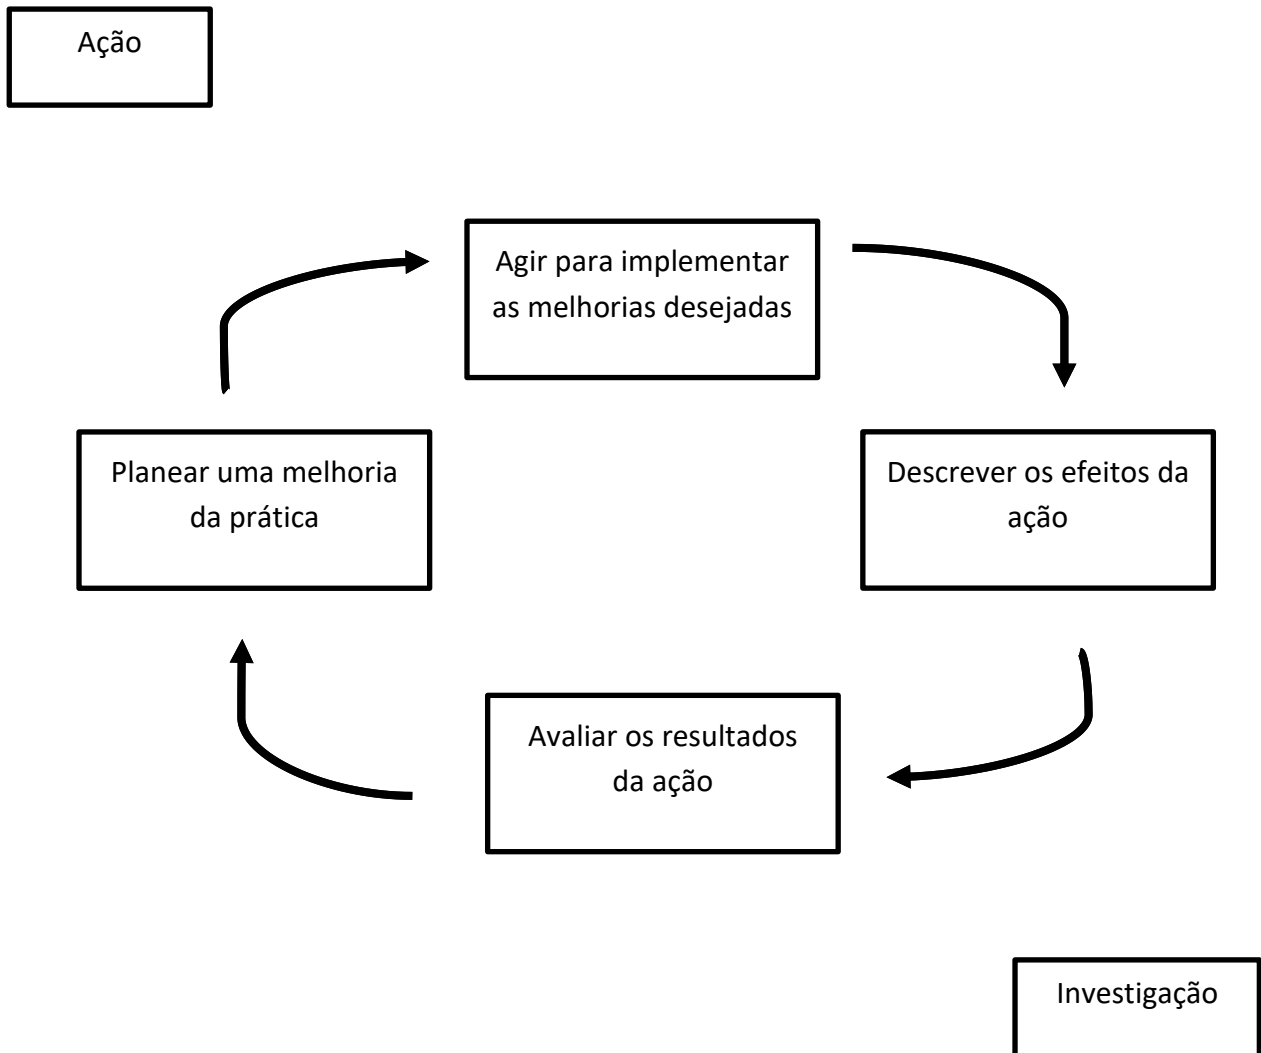 Ação
Agir para implementar
as melhorias desejadas
Planear uma melhoria
da prática
Descrever os efeitos da
ação
Avaliar os resultados
da ação
Investigação